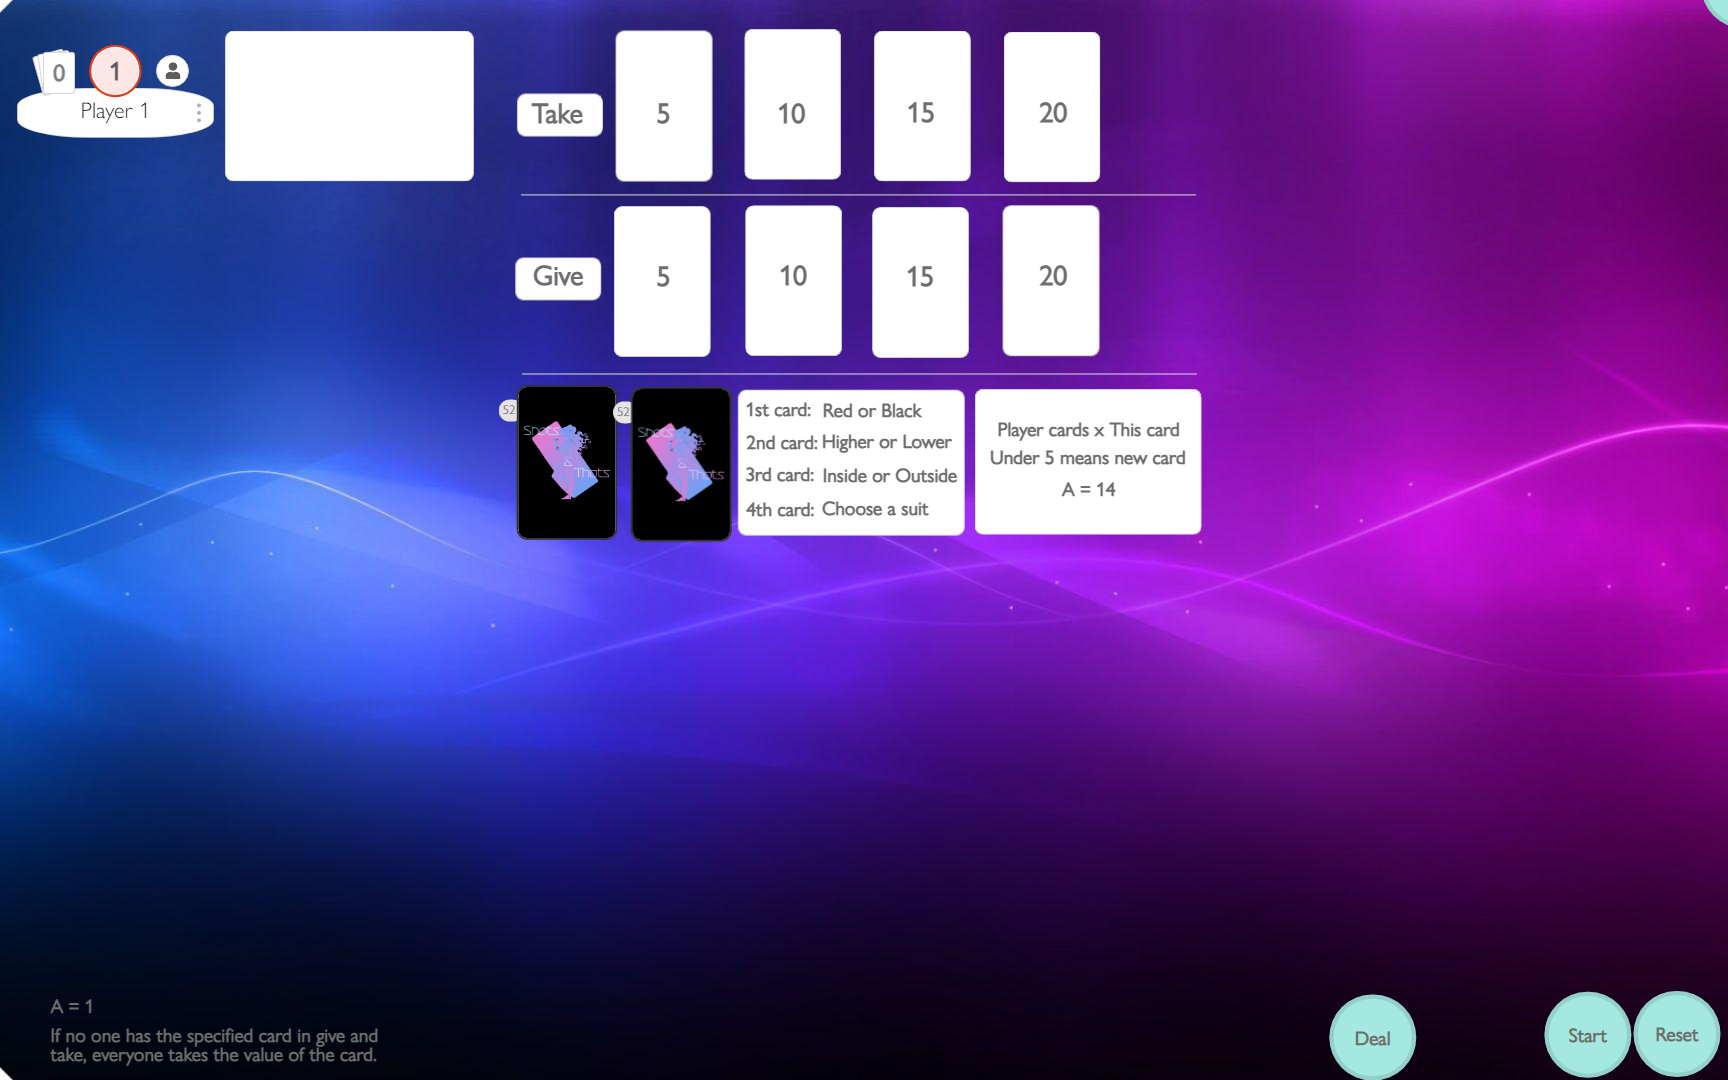 0
1
Player 1
Take
5
10
15
20
Give
5
10
15
20
52
Shots
Thots
52
Shots
Thots
1st card: Red or Black
2nd card: Higher or Lower
3rd card: Inside or Outside
4th card: Choose a suit
Player cards x This card
Under 5 means new card
A = 14
A = 1
If no one has the specified card in give and
take, everyone takes the value of the card.
Deal
Start
Reset